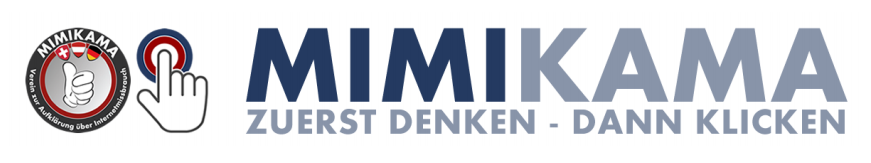 MIMIKAMA
Verein zur Aufklärung über Internetmissbrauch
MIMIKAMA
ZUERST DENKEN - DANN KLICKEN